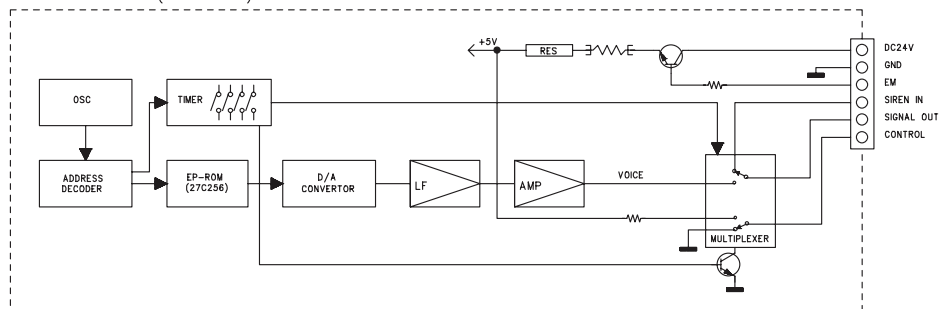 +5V
RES
DC24V
GND
EM
SIREN IN
SIGNAL OUT
CONTROL
OSC
TIMER
ADDRESS
DECODER
EP-ROM
(27C256)
D/A
CONVERTOR
LF
AMP
VOICE
MULTIPLEXER